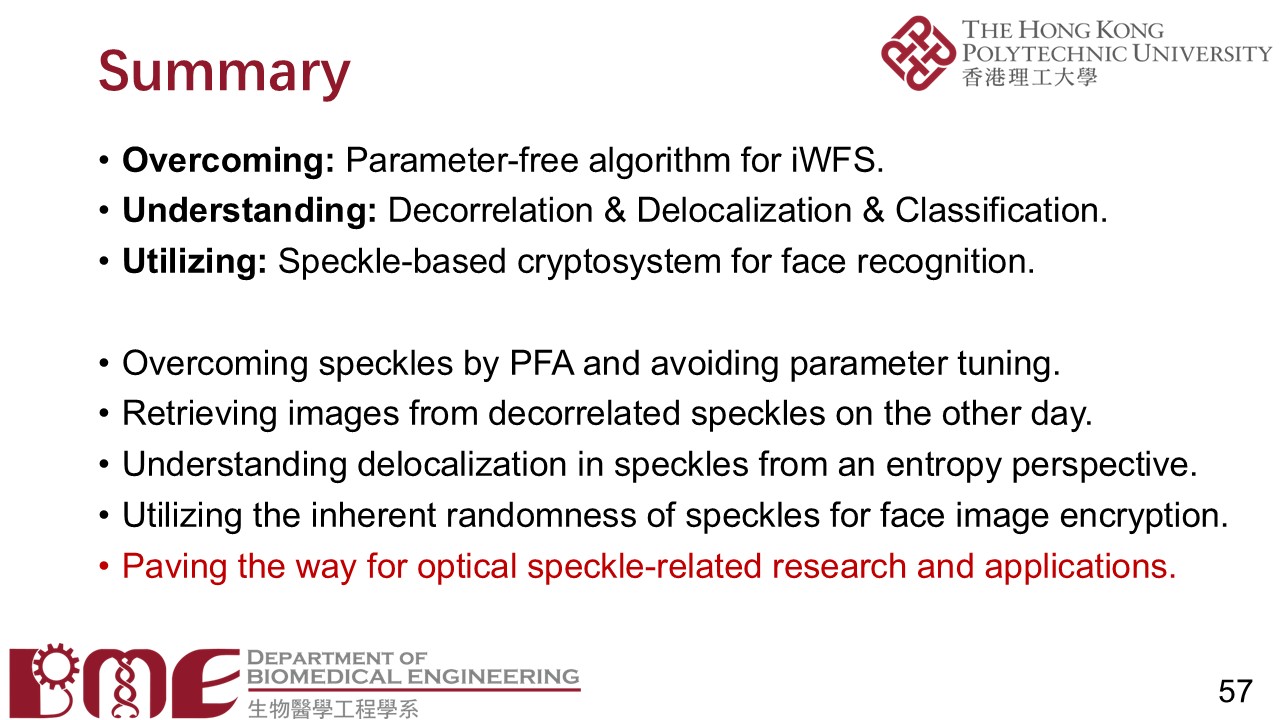 Summary
THE HONG KONG
POLYTECHNIC UNIVERSITY
香港理工大學
• Overcoming: Parameter-free algorithm for iWFS.
• Understanding: Decorrelation & Delocalization & Classification.
• Utilizing: Speckle-based cryptosystem for face recognition.
• Overcoming speckles by PFA and avoiding parameter tuning.
• Retrieving images from decorrelated speckles on the other day.
• Understanding delocalization in speckles from an entropy perspective.
• Utilizing the inherent randomness of speckles for face image encryption.
• Paving the way for optical speckle-related research and applications.
BME
DEPARTMENT OF
BIOMEDICAL ENGINEERING
生物醫學工程學系
57